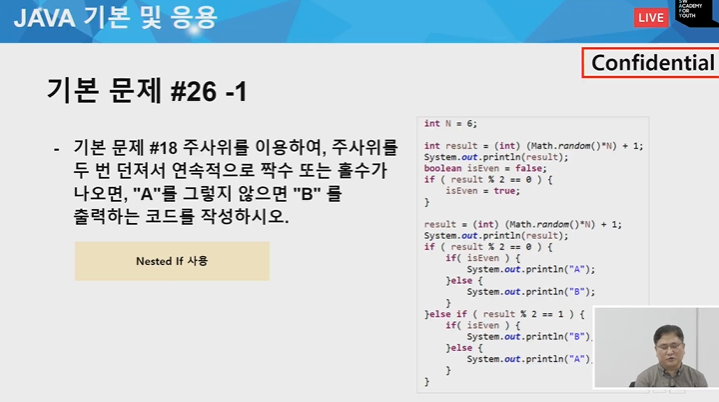 JAVA 기본 및 응용
LIVE
SW
ACADEMY
FOR
YOUTH
Confidential
기본 문제 #26 -1
- 기본 문제 #18 주사위를 이용하여, 주사위를
두 번 던져서 연속적으로 짝수 또는 홀수가
나오면, "A"를 그렇지 않으면 "B" 를
출력하는 코드를 작성하시오.
Nested If 사용
int N = 6;
int result = (int) (Math.random()*N) + 1;
System.out.println(result);
boolean isEven = false;
if ( result % 2 == 0 ) {
isEven = true;
}
result = (int) (Math.random()*N) + 1;
System.out.println(result);
if ( result % 2 == 0 ) {
if( isEven ) {
System.out.println("A");
}else {
System.out.println("B");
}
}else if ( result % 2 == 1 ) {
if( isEven ) {
System.out.println("B")
}else {
System.out.println("A")
}
}